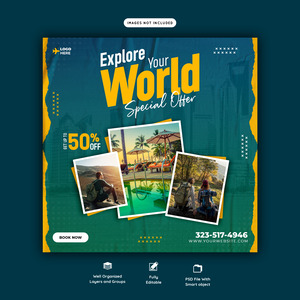 IMAGES NOT INCLUDED
LOGO
HERE
Explore
Your
World
Special Offer
GET UP TO
50%
OFF
323-517-4946
WWW.YOURWEBSITE.COM
BOOK NOW
Well Organized
Layers and Groups
Fully
Editable
PSD File With
Smart object